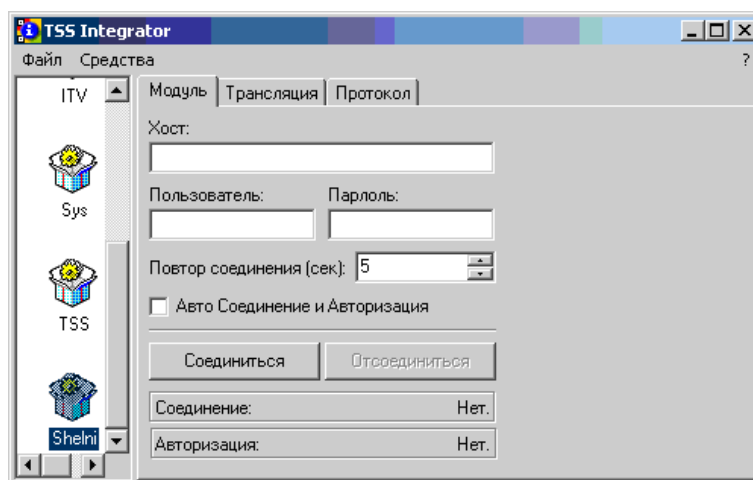 TSS Integrator
Файл Средства ?
ITV
Sys
TSS
Shelni
Модуль Трансляция Протокол
Хост:
Пользователь: Парлоль:
Повтор соединения (сек): 5
Авто Соединение и Авторизация
Соединиться Отсоединиться
Соединение: Нет.
Авторизация: Нет.